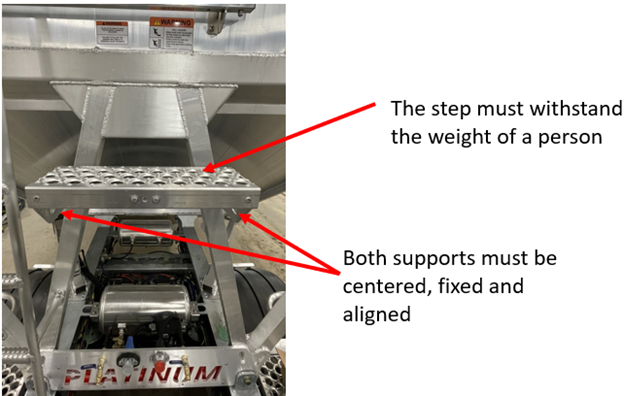 WARNING
The step must withstand
the weight of a person
Both supports must be
centered, fixed and
aligned
PLATINUM